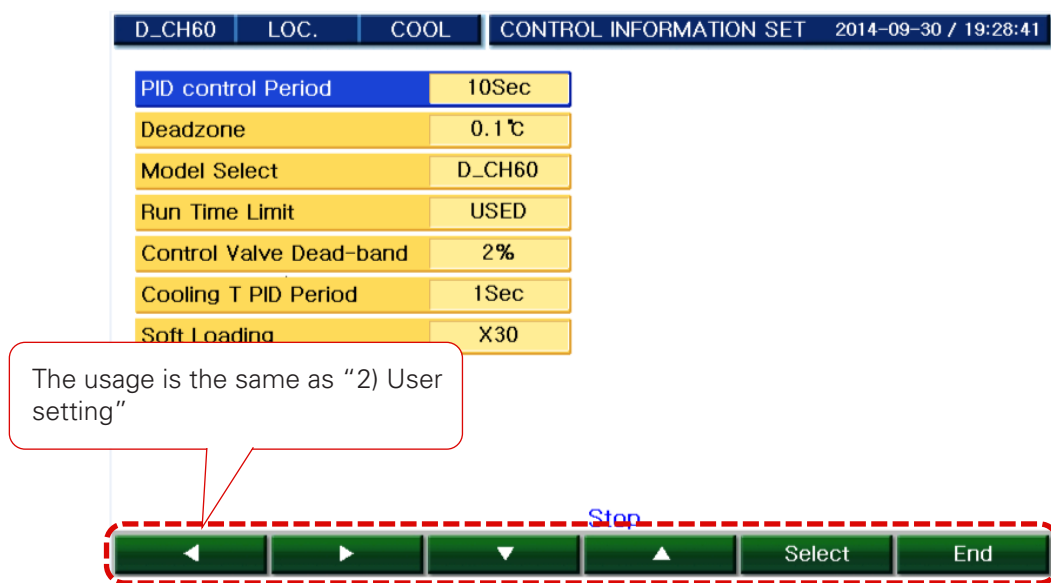 D_CH60 LOC. COOL CONTROL INFORMATION SET 2014-09-30 / 19:28:41
PID control Period 10Sec
Deadzone 0.1℃
Model Select D_CH60
Run Time Limit USED
Control Valve Dead-band 2%
Cooling T PID Period 1Sec
Soft Loading X30
The usage is the same as “2) User
setting”
Stop
◀ ▶ ▼ ▲ Select End